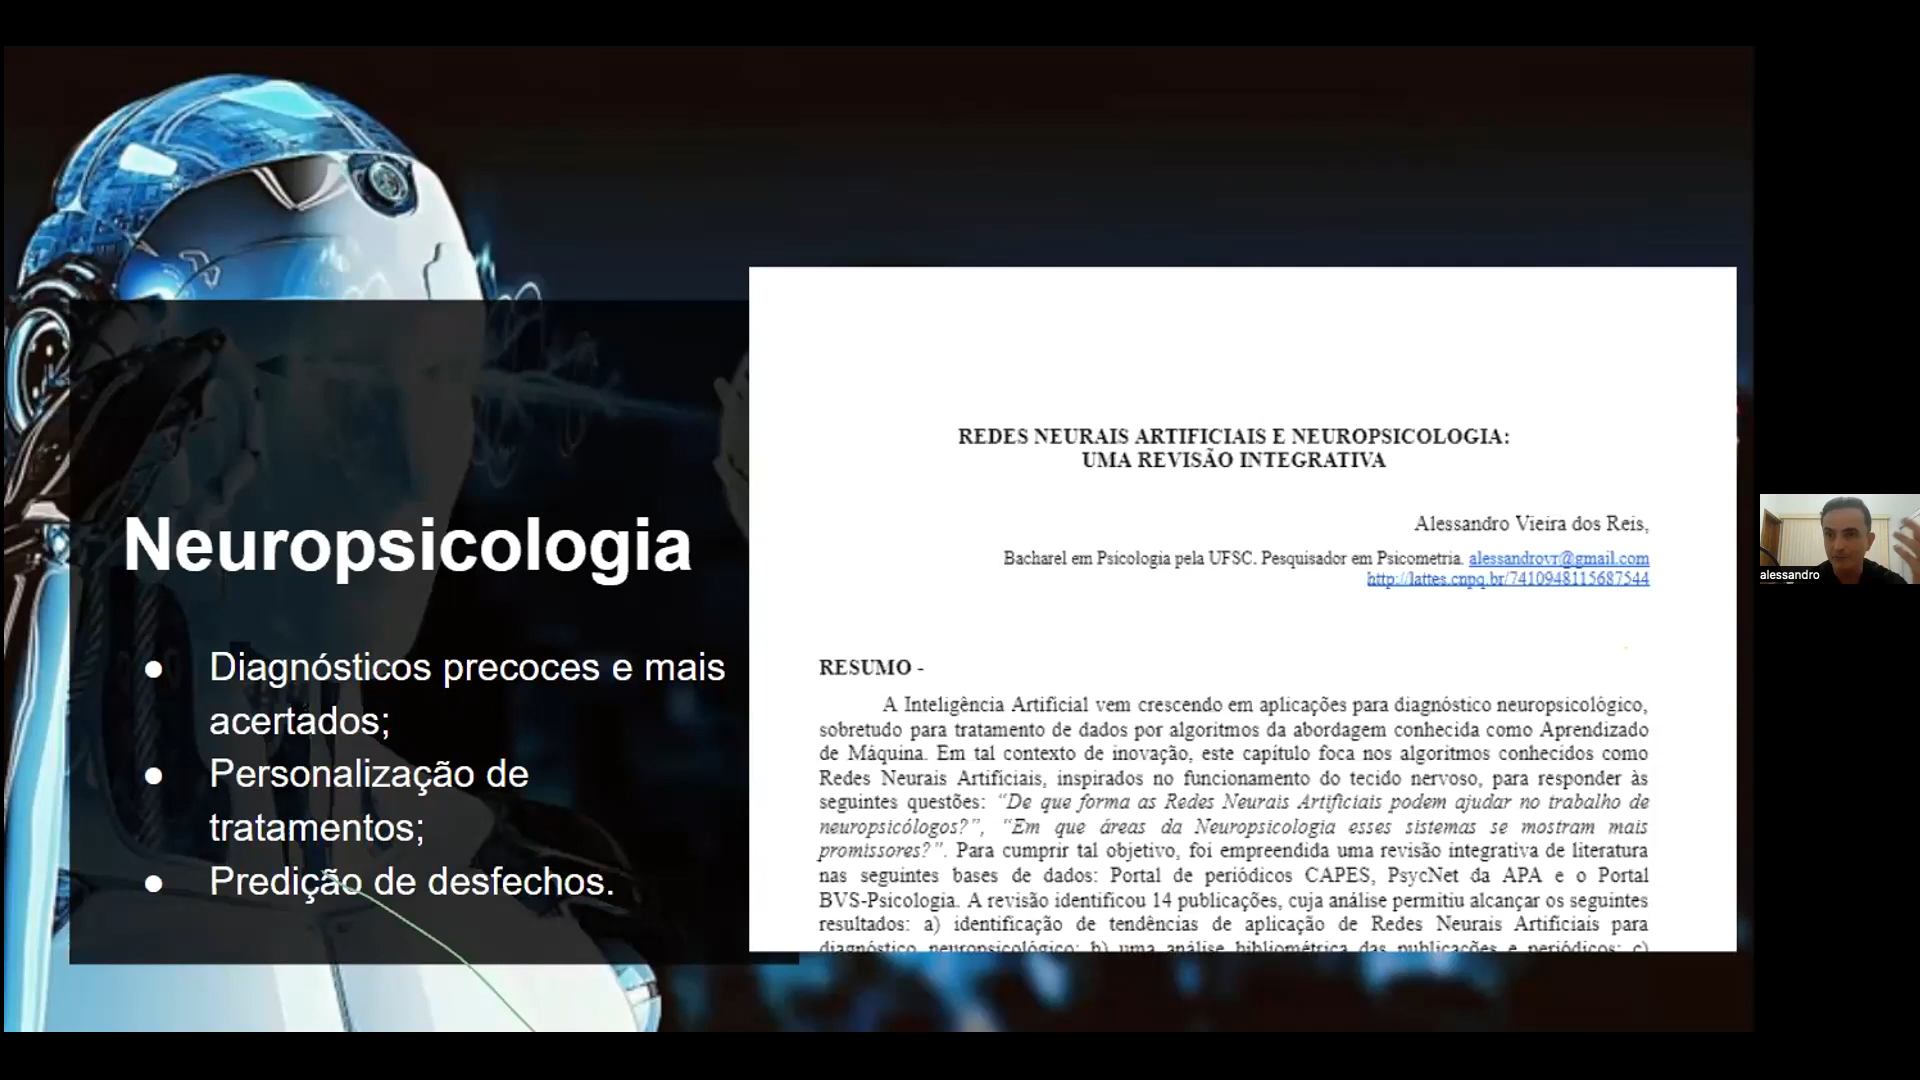 Neuropsicologia
● Diagnósticos precoces e mais
acertados;
● Personalização de
tratamentos;
● Predição de desfechos.
REDES NEURAIS ARTIFICIAIS E NEUROPSICOLOGIA:
UMA REVISÃO INTEGRATIVA
Alessandro Vieira dos Reis,
Bacharel em Psicologia pela UFSC. Pesquisador em Psicometria. alessandrovr@gmail.com
http://lattes.cnpq.br/7410948115687544
RESUMO -
A Inteligência Artificial vem crescendo em aplicações para diagnóstico neuropsicológico,
sobretudo para tratamento de dados por algoritmos da abordagem conhecida como Aprendizado
de Máquina. Em tal contexto de inovação, este capítulo foca nos algoritmos conhecidos como
Redes Neurais Artificiais, inspirados no funcionamento do tecido nervoso, para responder às
seguintes questões: “De que forma as Redes Neurais Artificiais podem ajudar no trabalho de
neuropsicólogos?”, “Em que áreas da Neuropsicologia esses sistemas se mostram mais
promissores?”. Para cumprir tal objetivo, foi empreendida uma revisão integrativa de literatura
nas seguintes bases de dados: Portal de periódicos CAPES, PsycNet da APA e o Portal
BVS-Psicologia. A revisão identificou 14 publicações, cuja análise permitiu alcançar os seguintes
resultados: a) identificação de tendências de aplicação de Redes Neurais Artificiais para
diagnóstico neuropsicológico; b) uma análise bibliométrica das publicações e periódicos; c)
alessandro